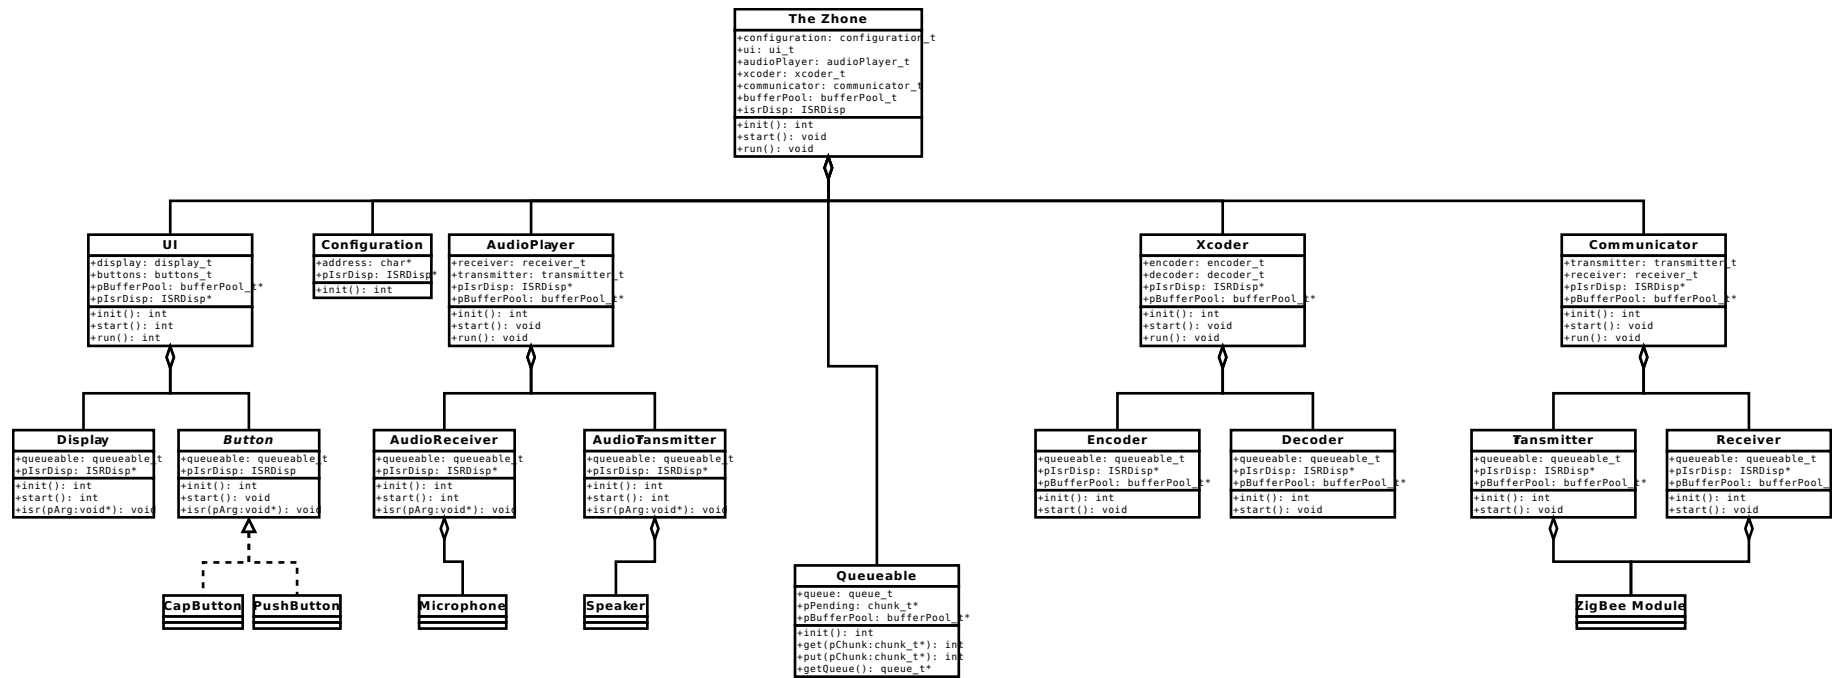 The Zhone
+configuration: configuration_t
+ui: ui_t
+audioPlayer: audioPlayer_t
+xcoder: xcoder_t
+communicator: communicator_t
+bufferPool: bufferPool_t
+isrDisp: ISRDisp
+init(): int
+start(): void
+run(): void
UI
+display: display_t
+buttons: buttons_t
+pBufferPool: bufferPool_t*
+pIsrDisp: ISRDisp*
+init(): int
+start(): int
+run(): int
Configuration
+address: char*
+pIsrDisp: ISRDisp*
+init(): int
AudioPlayer
+receiver: receiver_t
+transmitter: transmitter_t
+pIsrDisp: ISRDisp*
+pBufferPool: bufferPool_t*
+init(): int
+start(): void
+run(): void
Xcoder
+encoder: encoder_t
+decoder: decoder_t
+pIsrDisp: ISRDisp*
+pBufferPool: bufferPool_t*
+init(): int
+start(): void
+run(): void
Communicator
+transmitter: transmitter_t
+receiver: receiver_t
+pIsrDisp: ISRDisp*
+pBufferPool: bufferPool_t*
+init(): int
+start(): void
+run(): void
Display
+queueable: queueable_t
+pIsrDisp: ISRDisp*
+init(): int
+start(): int
+isr(pArg:void*): void
Button
+queueable: queueable_t
+pIsrDisp: ISRDisp
+init(): int
+start(): void
+isr(pArg:void*): void
AudioReceiver
+queueable: queueable_t
+pIsrDisp: ISRDisp*
+init(): int
+start(): int
+isr(pArg:void*): void
AudioTransmitter
+queueable: queueable_t
+pIsrDisp: ISRDisp*
+init(): int
+start(): int
+isr(pArg:void*): void
Encoder
+queueable: queueable_t
+pIsrDisp: ISRDisp*
+pBufferPool: bufferPool_t*
+init(): int
+start(): void
Decoder
+queueable: queueable_t
+pIsrDisp: ISRDisp*
+pBufferPool: bufferPool_t*
+init(): int
+start(): void
Transmitter
+queueable: queueable_t
+pIsrDisp: ISRDisp*
+pBufferPool: bufferPool_t*
+init(): int
+start(): void
Receiver
+queueable: queueable_t
+pIsrDisp: ISRDisp*
+pBufferPool: bufferPool_
+init(): int
+start(): void
CapButton
PushButton
Microphone
Speaker
Queueable
+queue: queue_t
+pPending: chunk_t*
+pBufferPool: bufferPool_t*
+init(): int
+get(pChunk:chunk_t*): int
+put(pChunk:chunk_t*): int
+getQueue(): queue_t*
ZigBee Module